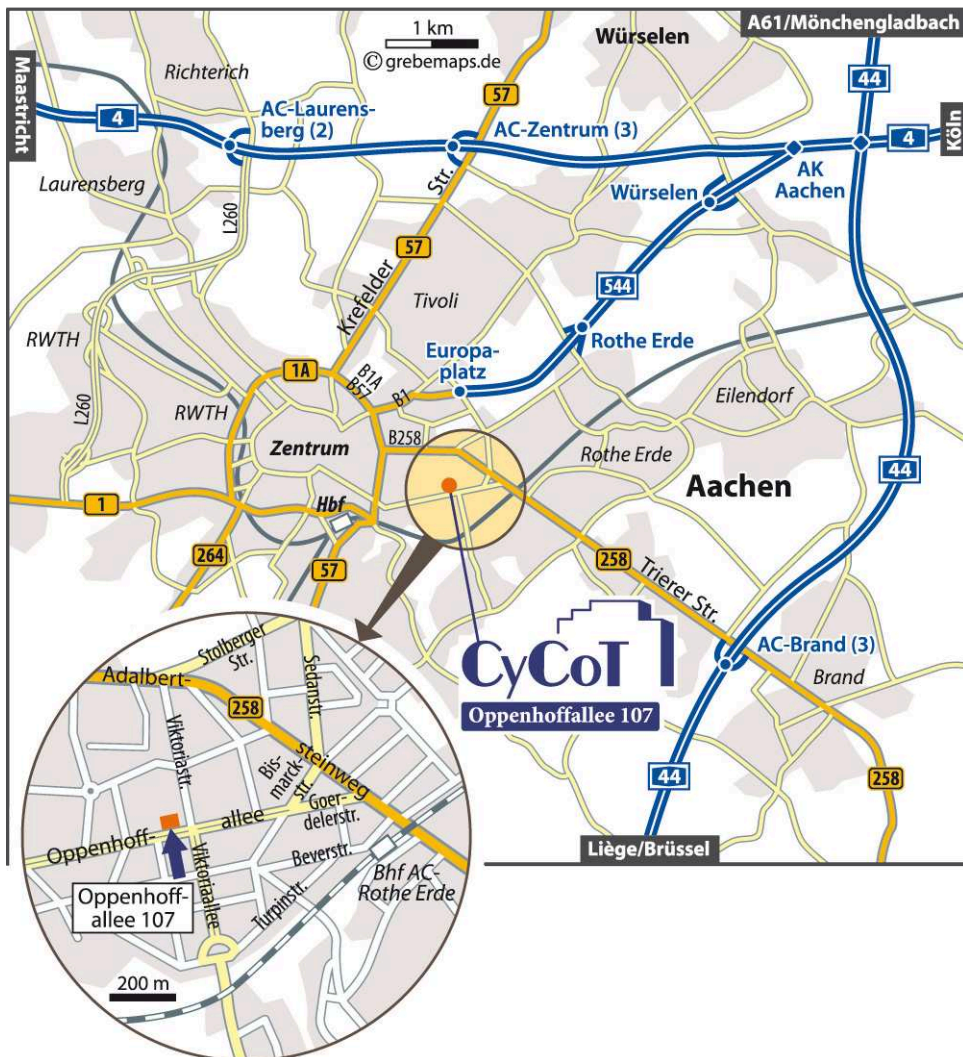 A61/Mönchengladbach
1 km
© grebemaps.de
Würselen
Maastricht
Richterich
57
44
4
AC-Laurens-
berg (2)
AC-Zentrum (3)
4
Köln
AK
Aachen
Würselen
Laurensberg
L260
Krefelder
Str.
57
Tivoli
544
RWTH
Rothe Erde
Europa-
platz
1A
B1A
B57
B1
L260
RWTH
Eilendorf
Zentrum
B258
Rothe Erde
44
Aachen
1
Hbf
264
57
258
Trierer Str.
CyCoT
Oppenhoffallee 107
AC-Brand (3)
Brand
44
258
Liège/Brüssel
Stolberger
Str.
Sedanstr.
Adalbert-
258
steinweg
Viktoriastr.
Bis-
marck-
str.
Goer-
delerstr.
Oppenhoff-
allee
Beverstr.
Viktoriaallee
Bhf AC-
Rothe Erde
Turpinstr.
Oppenhoff-
allee 107
200 m